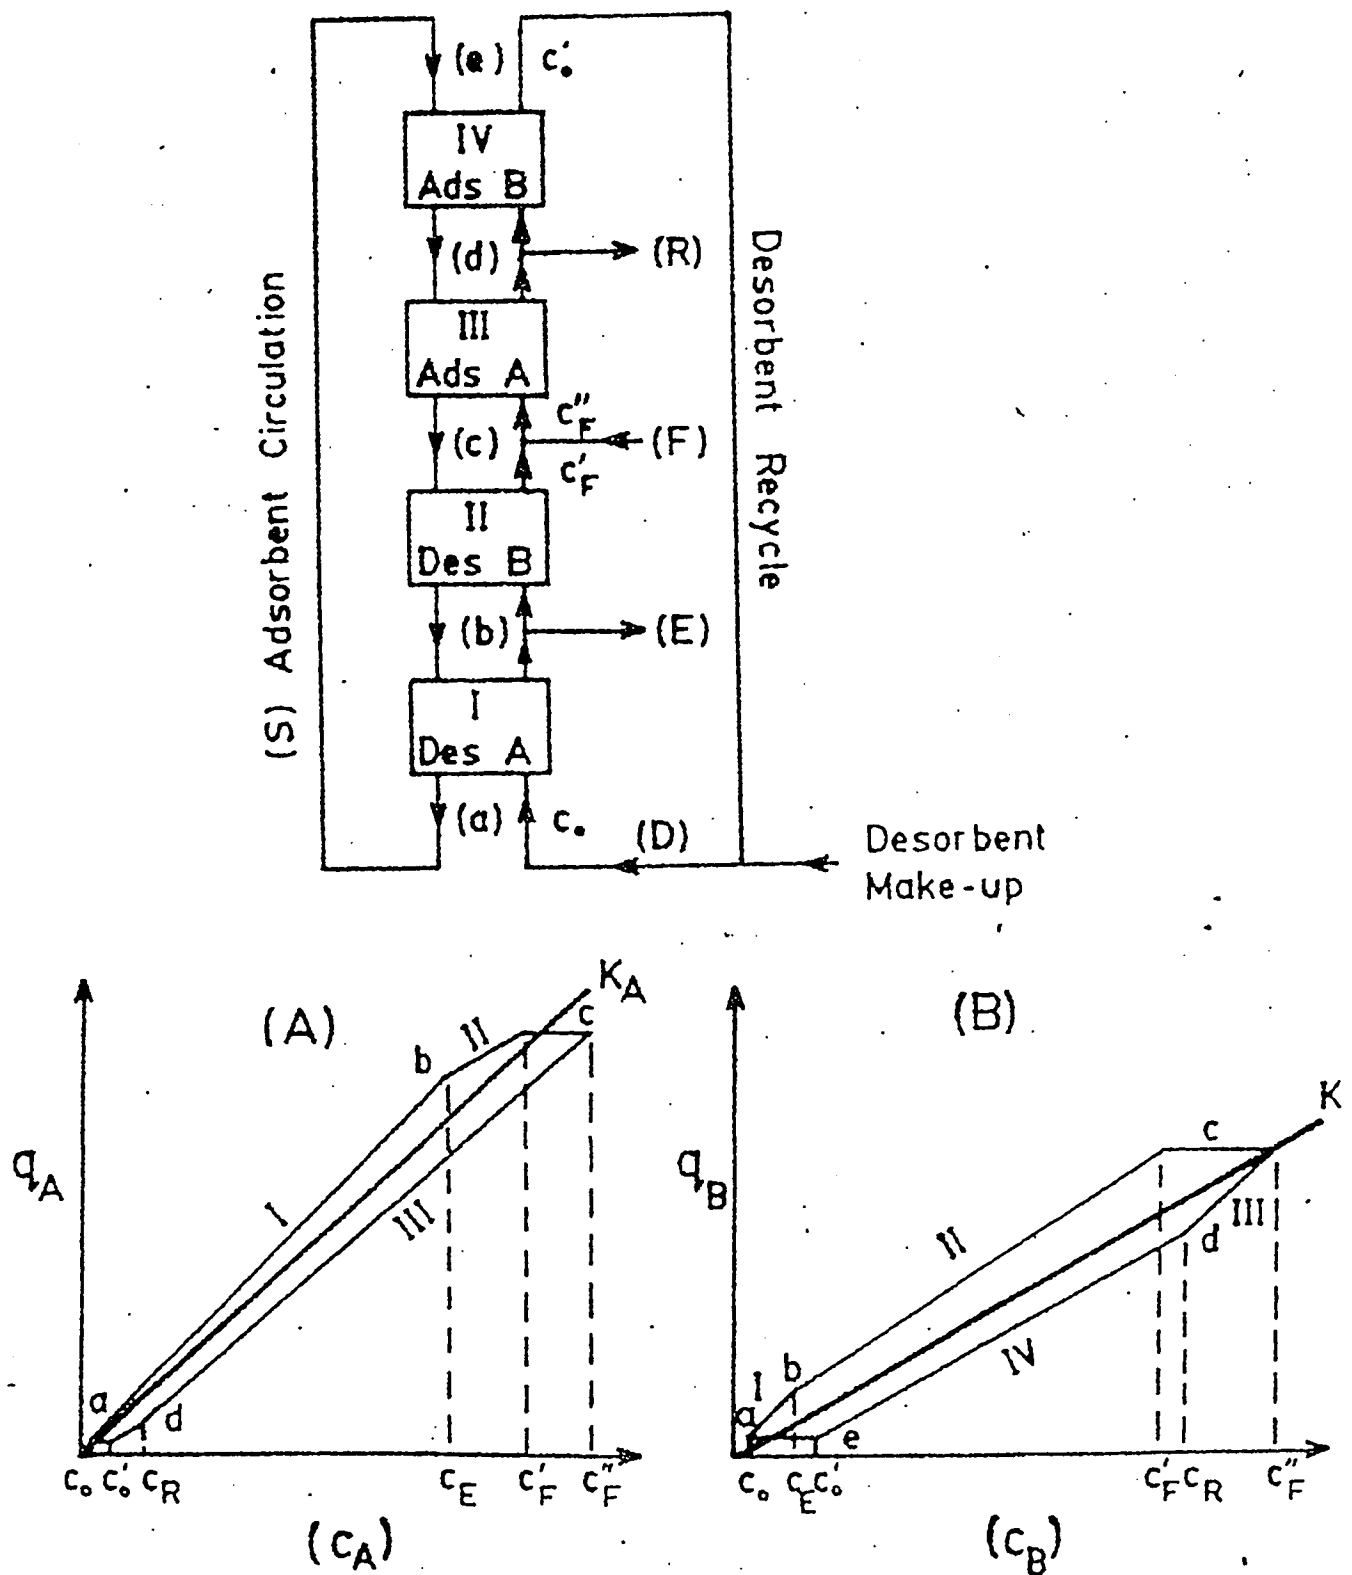 (e) c'₀
IV
Ads B
(d) (R)
III
Ads A
c"F
(c) (F)
c'F
II
Des B
(b) (E)
I
Des A
(a) c₀ (D)
(S) Adsorbent Circulation
Desorbent Recycle
Desorbent
Make-up
(A)
KA
c
II
b
qA
I
III
a
d
c₀ c'₀ cR cE c'F c"F
(cA)
(B)
K
c
qB
II
III
d
IV
I b
a
e
c₀ cE c'₀ c'F cR c"F
(cB)